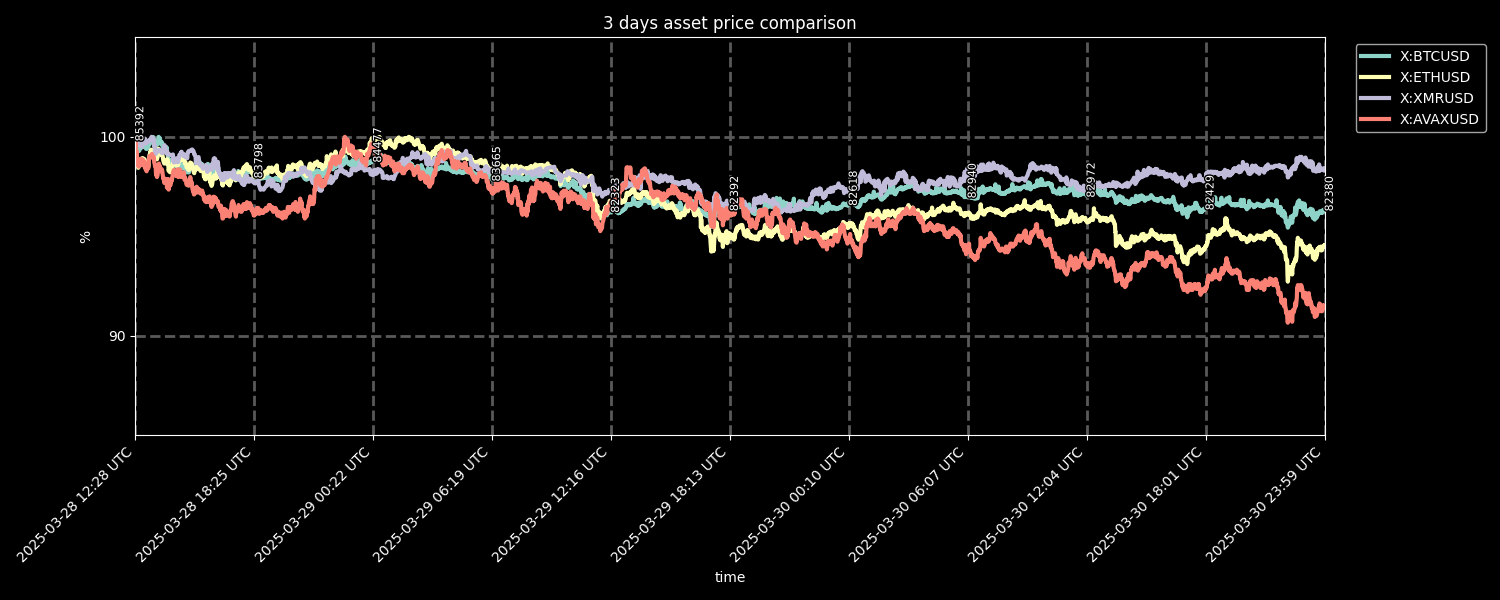 3 days asset price comparison
X:BTCUSD
X:ETHUSD
X:XMRUSD
X:AVAXUSD
85392
83798
84477
83665
82323
82392
82618
82940
82972
82429
82380
100
90
%
2025-03-28 12:28 UTC
2025-03-28 18:25 UTC
2025-03-29 00:22 UTC
2025-03-29 06:19 UTC
2025-03-29 12:16 UTC
2025-03-29 18:13 UTC
2025-03-30 00:10 UTC
2025-03-30 06:07 UTC
2025-03-30 12:04 UTC
2025-03-30 18:01 UTC
2025-03-30 23:59 UTC
time